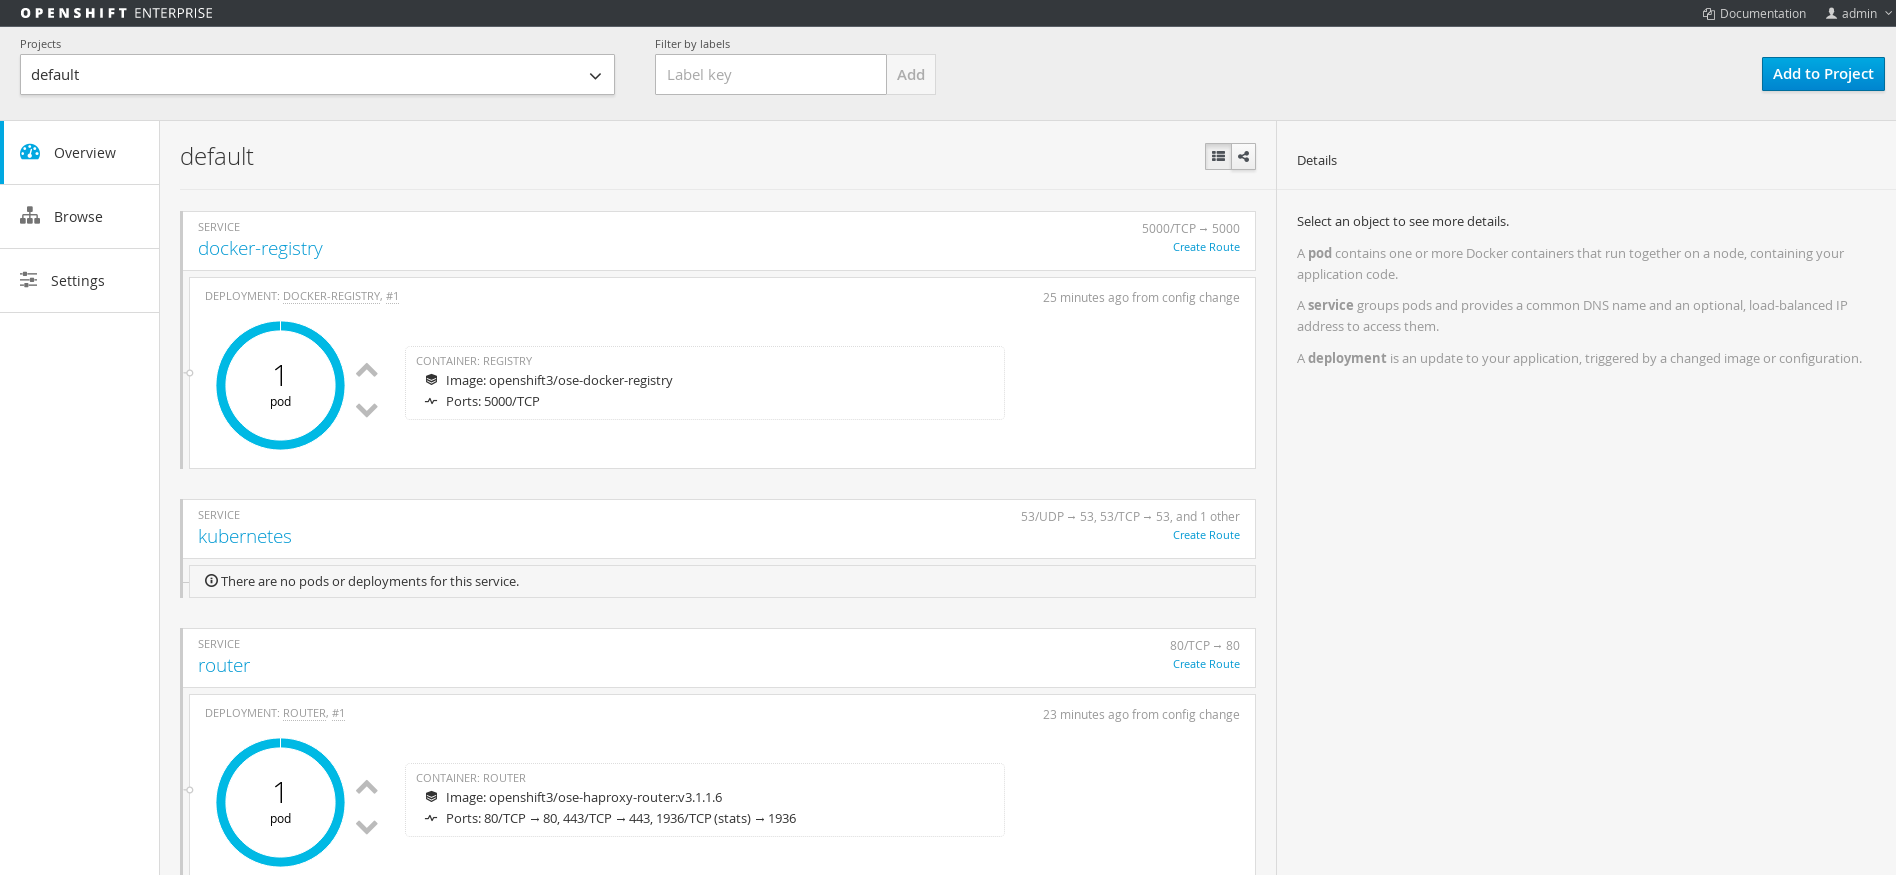 OPENSHIFT ENTERPRISE
Documentation
admin
Projects
default
Filter by labels
Label key
Add
Add to Project
Overview
Browse
Settings
default
SERVICE
docker-registry
5000/TCP → 5000
Create Route
DEPLOYMENT: DOCKER-REGISTRY, #1
25 minutes ago from config change
1
pod
CONTAINER: REGISTRY
Image: openshift3/ose-docker-registry
Ports: 5000/TCP
SERVICE
kubernetes
53/UDP → 53, 53/TCP → 53, and 1 other
Create Route
There are no pods or deployments for this service.
SERVICE
router
80/TCP → 80
Create Route
DEPLOYMENT: ROUTER, #1
23 minutes ago from config change
1
pod
CONTAINER: ROUTER
Image: openshift3/ose-haproxy-router:v3.1.1.6
Ports: 80/TCP → 80, 443/TCP → 443, 1936/TCP (stats) → 1936
Details
Select an object to see more details.
A pod contains one or more Docker containers that run together on a node, containing your
application code.
A service groups pods and provides a common DNS name and an optional, load-balanced IP
address to access them.
A deployment is an update to your application, triggered by a changed image or configuration.